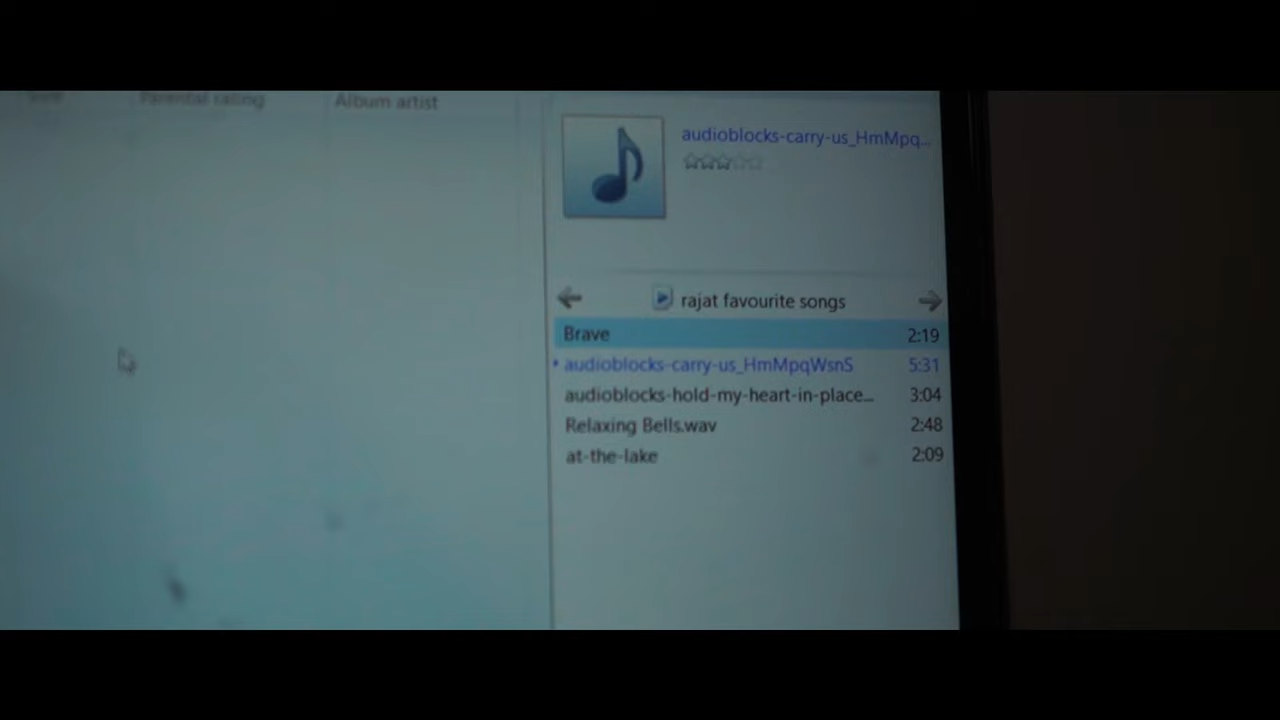 Parental rating
Album artist
audioblocks-carry-us_HmMpq...
rajat favourite songs
Brave 2:19
audioblocks-carry-us_HmMpqWsnS 5:31
audioblocks-hold-my-heart-in-place... 3:04
Relaxing Bells.wav 2:48
at-the-lake 2:09